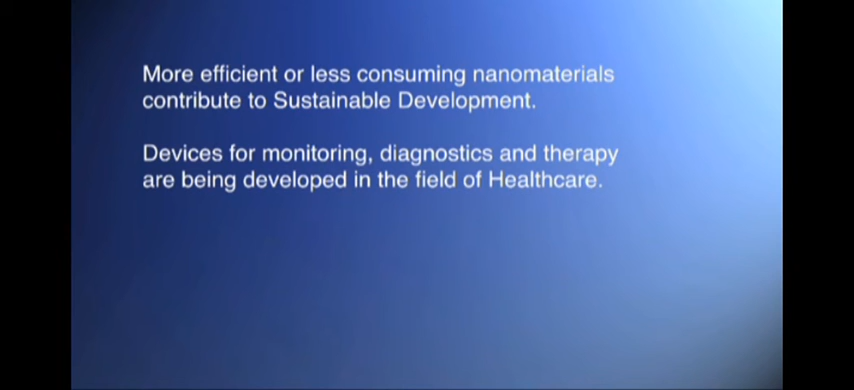 More efficient or less consuming nanomaterials
contribute to Sustainable Development.
Devices for monitoring, diagnostics and therapy
are being developed in the field of Healthcare.